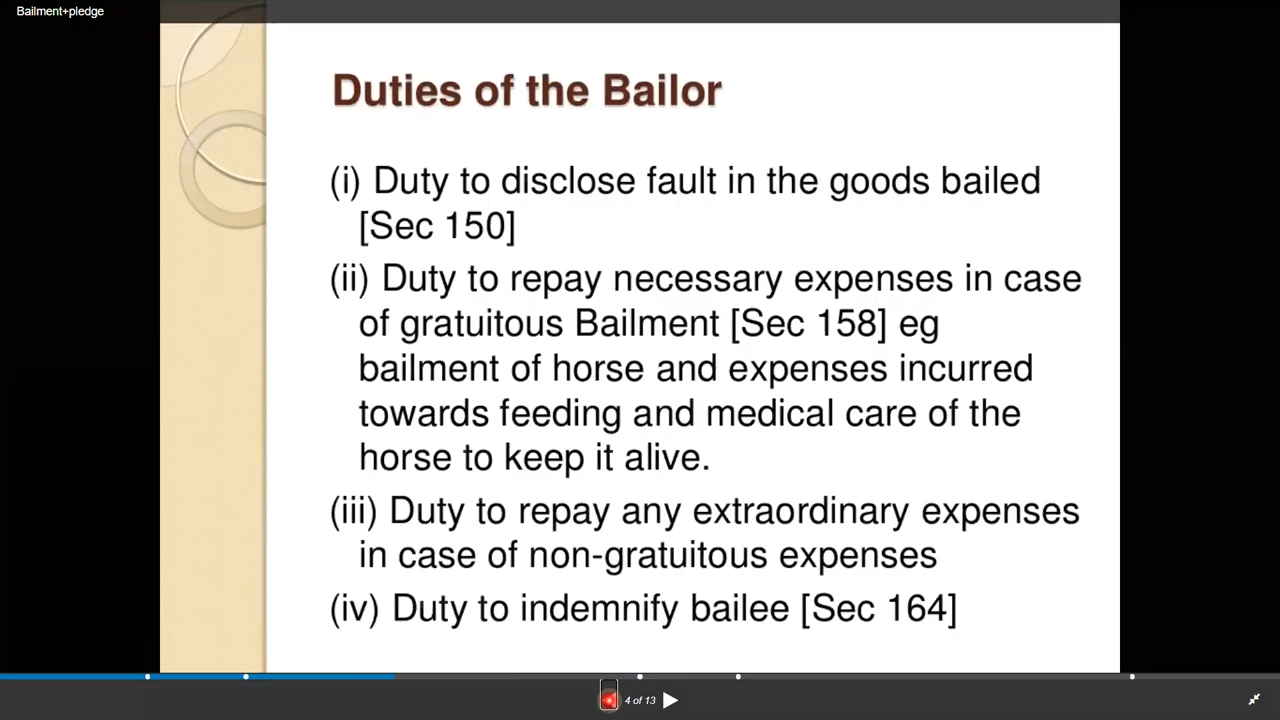 Bailment+pledge
Duties of the Bailor
(i) Duty to disclose fault in the goods bailed
[Sec 150]
(ii) Duty to repay necessary expenses in case
of gratuitous Bailment [Sec 158] eg
bailment of horse and expenses incurred
towards feeding and medical care of the
horse to keep it alive.
(iii) Duty to repay any extraordinary expenses
in case of non-gratuitous expenses
(iv) Duty to indemnify bailee [Sec 164]
4 of 13